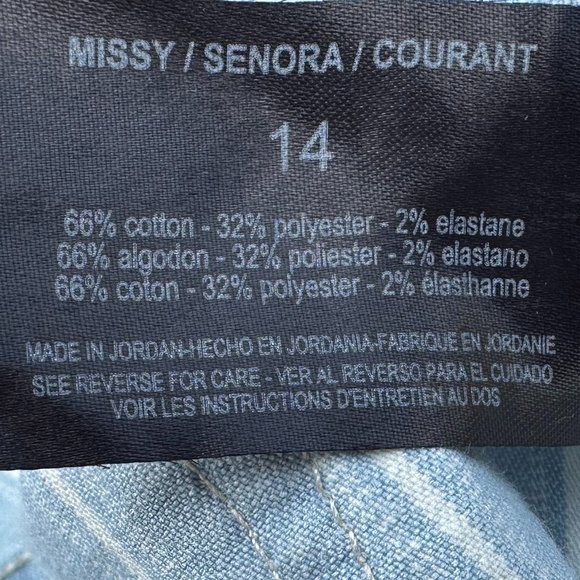 MISSY / SENORA / COURANT
14
66% cotton - 32% polyester - 2% elastane
66% algodon - 32% poliester - 2% elastano
66% coton - 32% polyester - 2% élasthanne
MADE IN JORDAN-HECHO EN JORDANIA-FABRIQUE EN JORDANIE
SEE REVERSE FOR CARE - VER AL REVERSO PARA EL CUIDADO
VOIR LES INSTRUCTIONS D'ENTRETIEN AU DOS